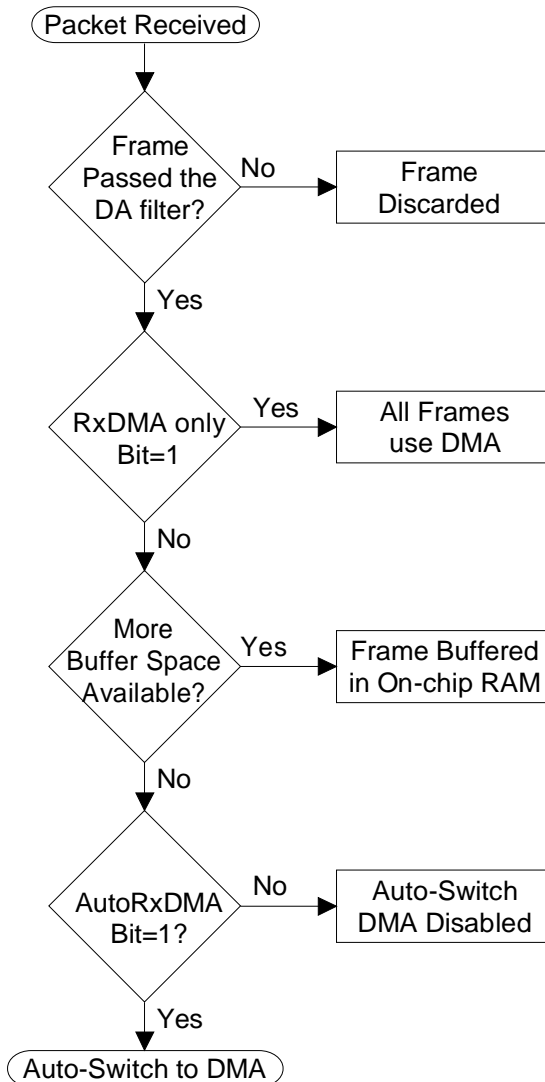 Packet Received
Frame
Passed the
DA filter?
No
Frame
Discarded
Yes
RxDMA only
Bit=1
Yes
All Frames
use DMA
No
More
Buffer Space
Available?
Yes
Frame Buffered
in On-chip RAM
No
AutoRxDMA
Bit=1?
No
Auto-Switch
DMA Disabled
Yes
Auto-Switch to DMA